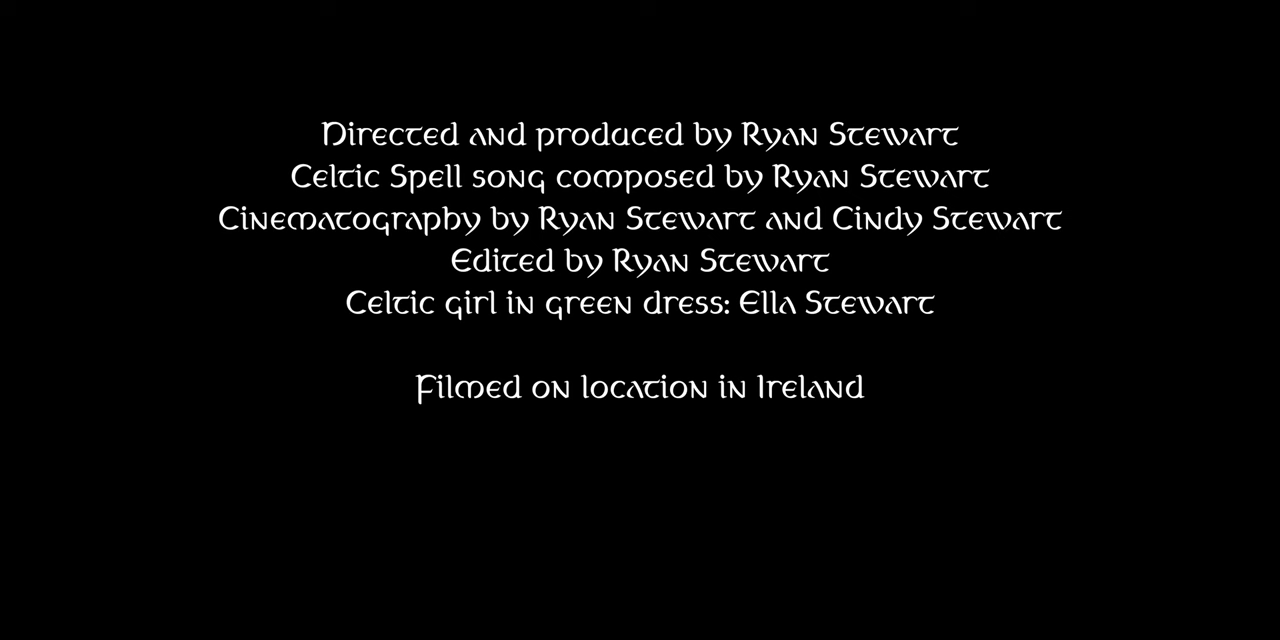 Directed and produced by Ryan Stewart
Celtic Spell song composed by Ryan Stewart
Cinematography by Ryan Stewart and Cindy Stewart
Edited by Ryan Stewart
Celtic girl in green dress: Ella Stewart
Filmed on location in Ireland